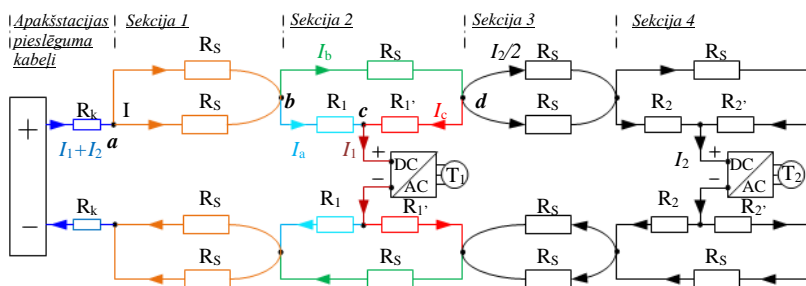 Apakšstacijas
pieslēguma
kabeļi
Sekcija 1
Sekcija 2
Sekcija 3
Sekcija 4
RS
Ib
RS
I2/2
RS
RS
+
Rk
I
a
RS
b
R1
c
R1’
Ic
d
RS
R2
R2’
I1+I2
Ia
I1
+
DC
AC
T1
−
I2
+
DC
AC
T2
−
−
Rk
RS
R1
R1’
RS
R2
R2’
RS
RS
RS
RS